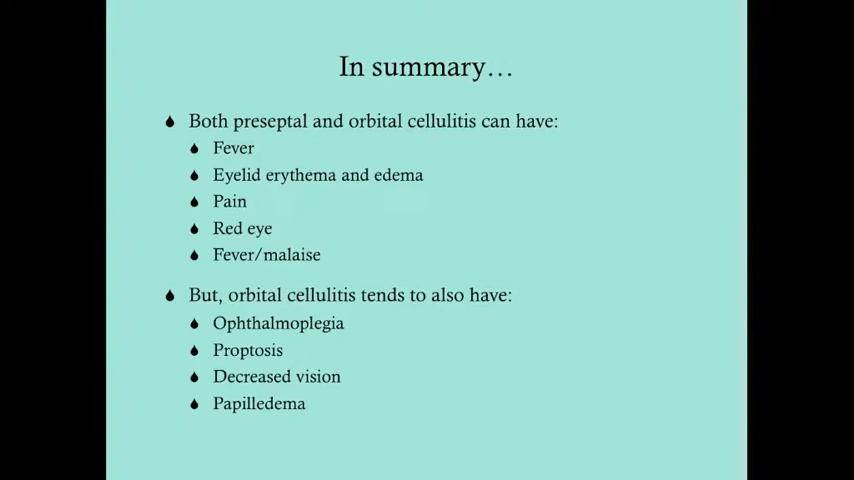 In summary…
Both preseptal and orbital cellulitis can have:
Fever
Eyelid erythema and edema
Pain
Red eye
Fever/malaise
But, orbital cellulitis tends to also have:
Ophthalmoplegia
Proptosis
Decreased vision
Papilledema